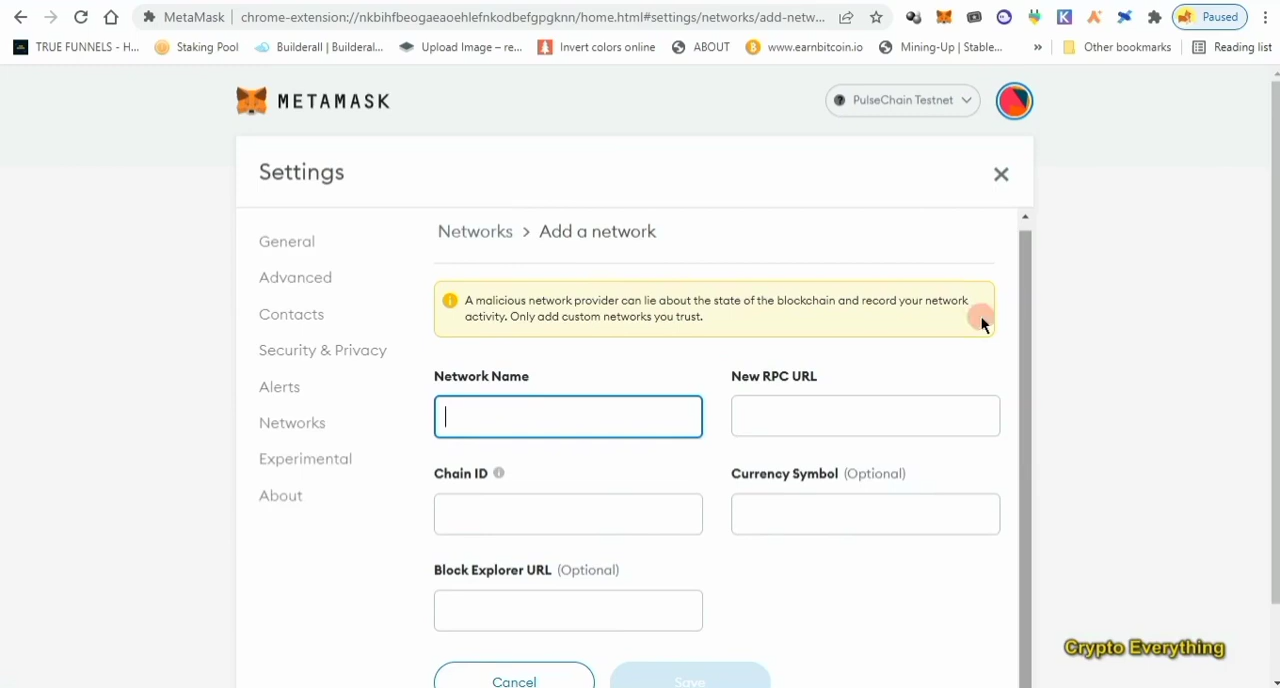 MetaMask
chrome-extension://nkbihfbeogaeaoehlefnkodbefgpgknn/home.html#settings/networks/add-netw...
Paused
TRUE FUNNELS - H...
Staking Pool
Builderall | Builderal...
Upload Image – re...
Invert colors online
ABOUT
www.earnbitcoin.io
Mining-Up | Stable...
»
Other bookmarks
Reading list
METAMASK
PulseChain Testnet
Settings
General
Advanced
Contacts
Security & Privacy
Alerts
Networks
Experimental
About
Networks > Add a network
A malicious network provider can lie about the state of the blockchain and record your network
activity. Only add custom networks you trust.
Network Name
New RPC URL
Chain ID
Currency Symbol (Optional)
Block Explorer URL (Optional)
Cancel
Save
Crypto Everything